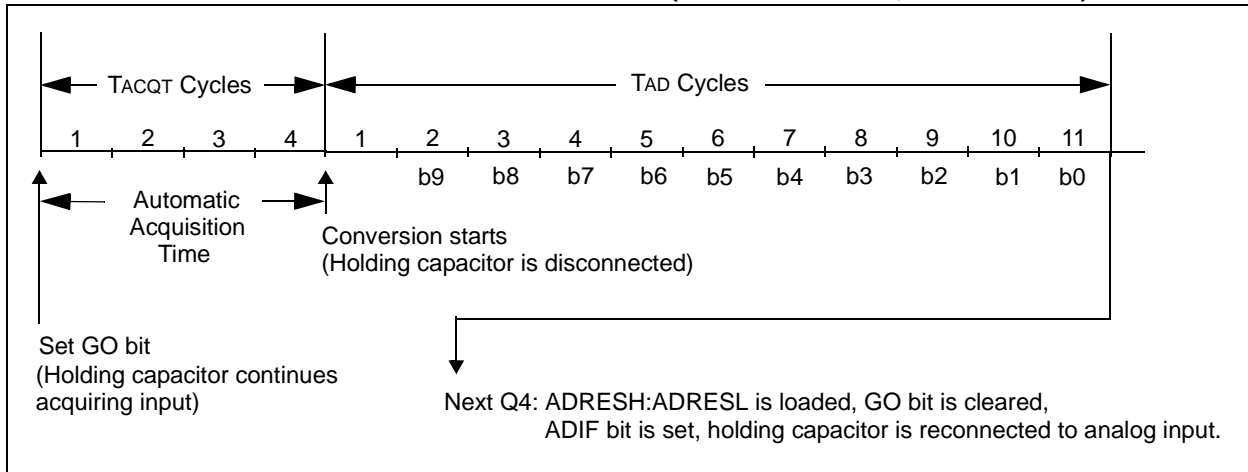 TACQT Cycles
TAD Cycles
1 2 3 4 1 2 3 4 5 6 7 8 9 10 11
b9 b8 b7 b6 b5 b4 b3 b2 b1 b0
Automatic
Acquisition
Time
Conversion starts
(Holding capacitor is disconnected)
Set GO bit
(Holding capacitor continues
acquiring input)
Next Q4: ADRESH:ADRESL is loaded, GO bit is cleared,
ADIF bit is set, holding capacitor is reconnected to analog input.